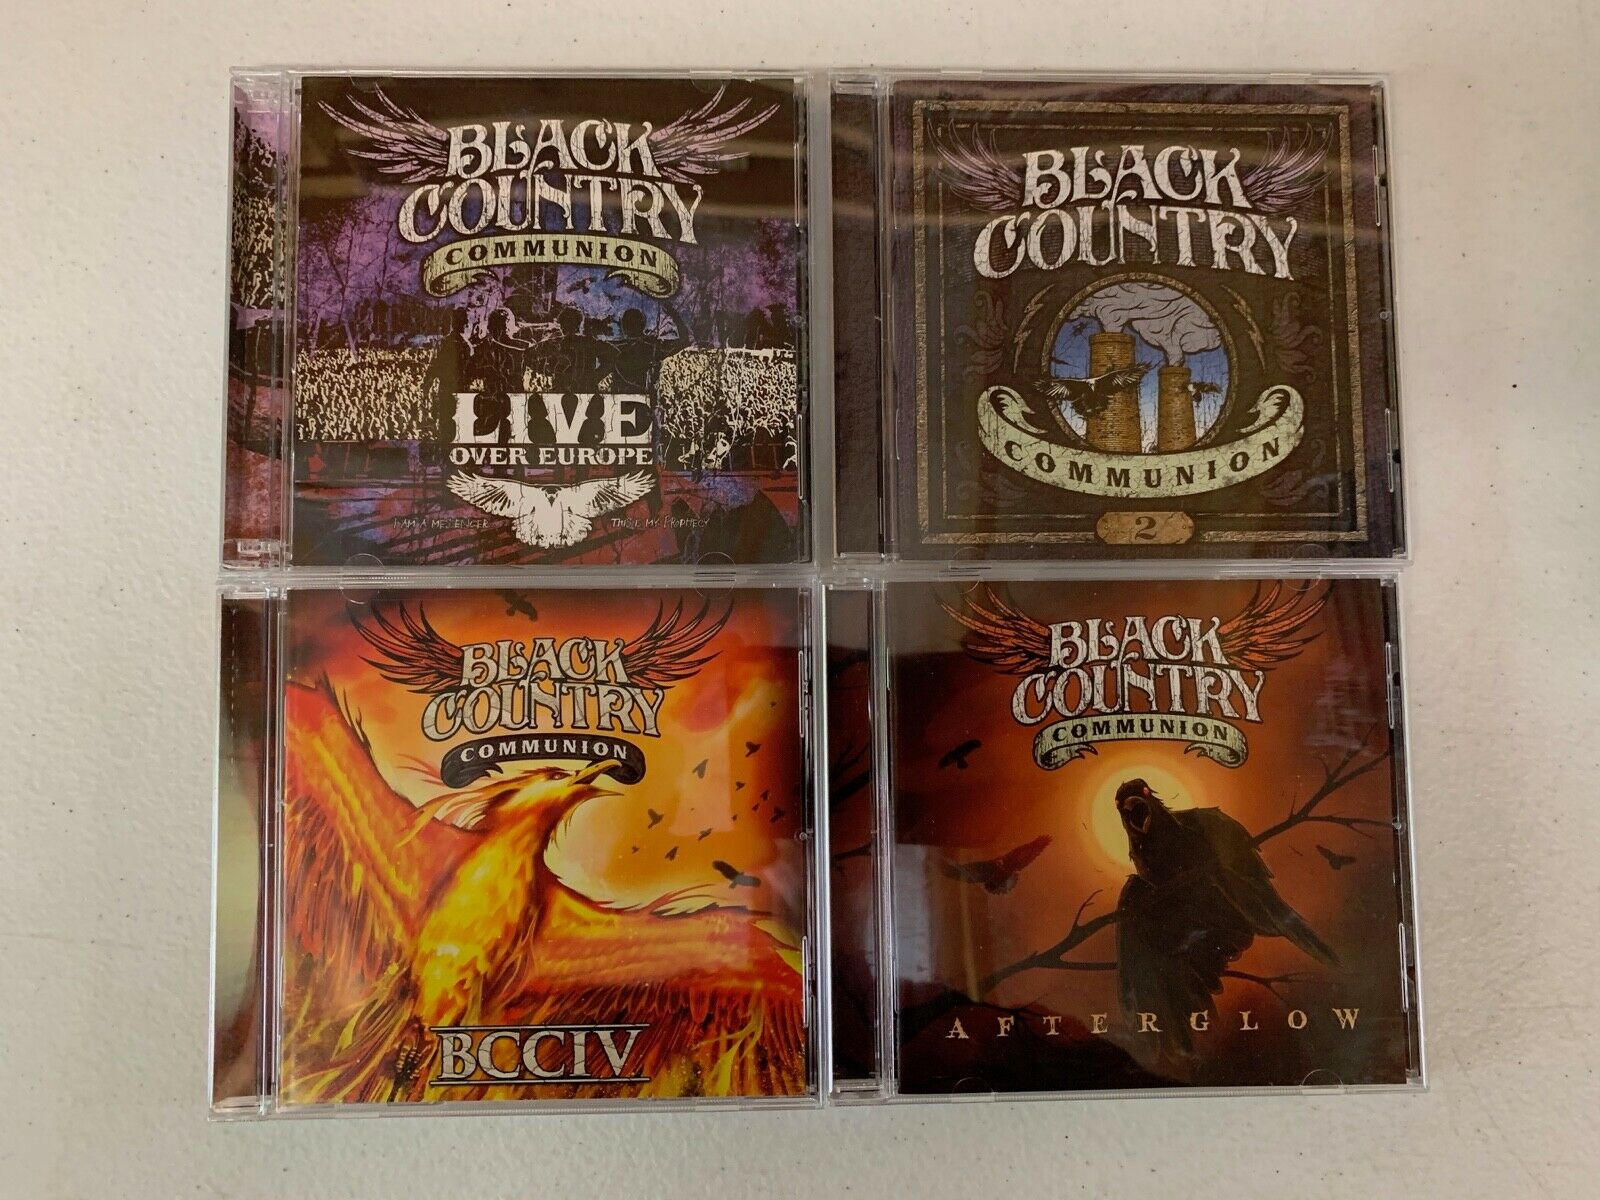 BLACK
COUNTRY
COMMUNION
LIVE
OVER EUROPE
I AM A MESSENGER
THIS IS MY PROPHECY
BLACK
COUNTRY
COMMUNION
2
BLACK
COUNTRY
COMMUNION
BCCIV
BLACK
COUNTRY
COMMUNION
AFTERGLOW